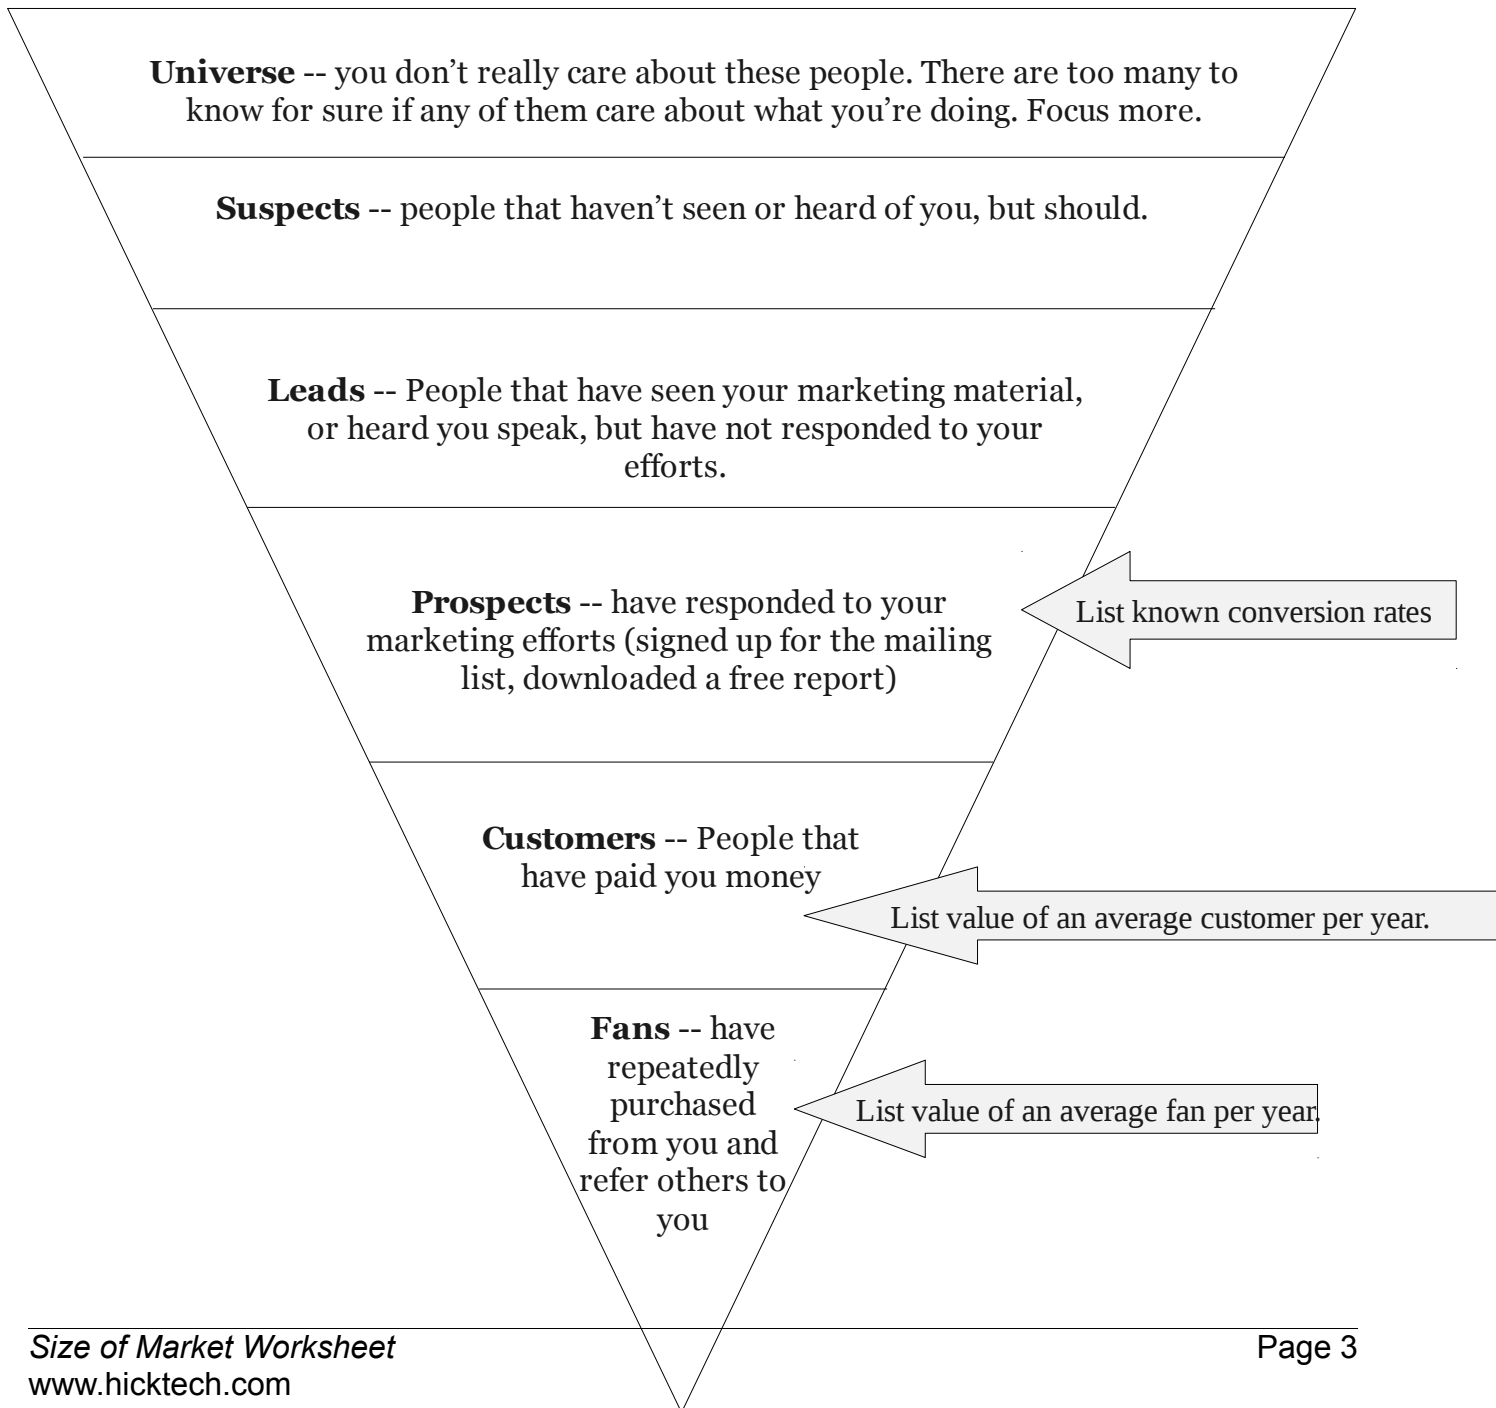 Universe -- you don’t really care about these people. There are too many to
know for sure if any of them care about what you’re doing. Focus more.
Suspects -- people that haven’t seen or heard of you, but should.
Leads -- People that have seen your marketing material,
or heard you speak, but have not responded to your
efforts.
Prospects -- have responded to your
marketing efforts (signed up for the mailing
list, downloaded a free report)
List known conversion rates
Customers -- People that
have paid you money
List value of an average customer per year.
Fans -- have
repeatedly
purchased
from you and
refer others to
you
List value of an average fan per year.
Size of Market Worksheet
www.hicktech.com
Page 3